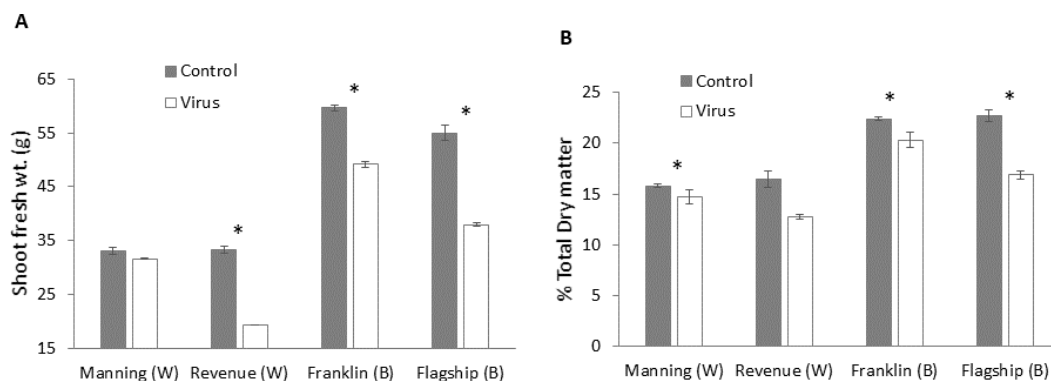 A
Control
Virus
Shoot fresh wt. (g)
65
55
45
35
25
15
*
*
*
Manning (W) Revenue (W) Franklin (B) Flagship (B)
B
Control
Virus
% Total Dry matter
25
20
15
10
5
0
*
*
*
Manning (W) Revenue (W) Franklin (B) Flagship (B)